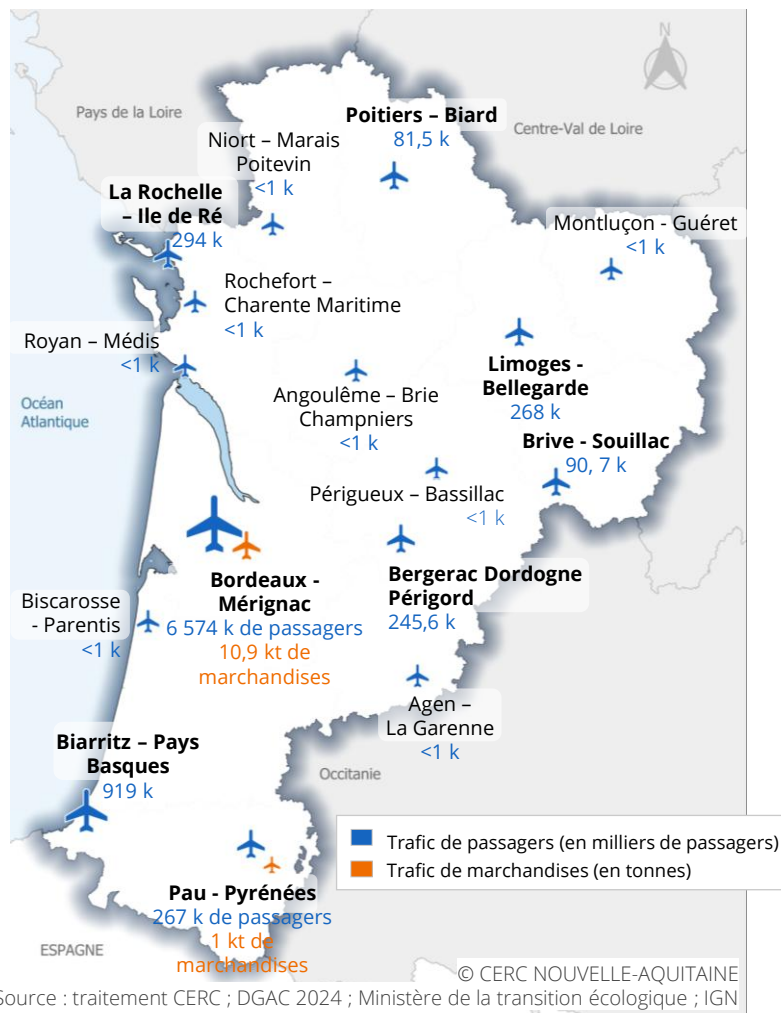 N
Pays de la Loire
Poitiers – Biard
81,5 k
Centre-Val de Loire
Niort – Marais
Poitevin
<1 k
La Rochelle
– Ile de Ré
294 k
Montluçon - Guéret
<1 k
Rochefort –
Charente Maritime
<1 k
Royan – Médis
<1 k
Limoges -
Bellegarde
268 k
Angoulême – Brie
Champniers
<1 k
Océan
Atlantique
Brive - Souillac
90, 7 k
Périgueux – Bassillac
<1 k
Bordeaux -
Mérignac
6 574 k de passagers
10,9 kt de
marchandises
Bergerac Dordogne
Périgord
245,6 k
Biscarosse
- Parentis
<1 k
Agen –
La Garenne
<1 k
Biarritz – Pays
Basques
919 k
Occitanie
Trafic de passagers (en milliers de passagers)
Trafic de marchandises (en tonnes)
Pau - Pyrénées
267 k de passagers
1 kt de
marchandises
ESPAGNE
© CERC NOUVELLE-AQUITAINE
Source : traitement CERC ; DGAC 2024 ; Ministère de la transition écologique ; IGN